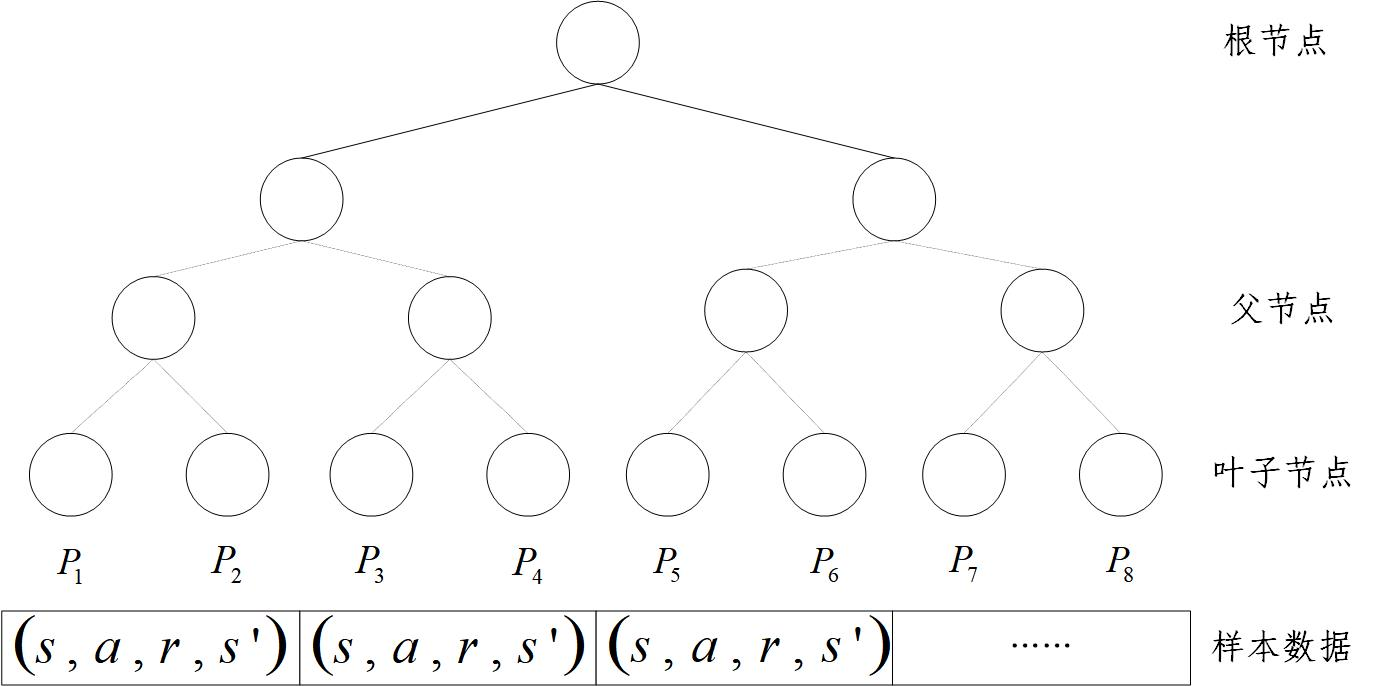 根节点
父节点
叶子节点
P1 P2 P3 P4 P5 P6 P7 P8
(s, a, r, s') (s, a, r, s') (s, a, r, s') …… 样本数据